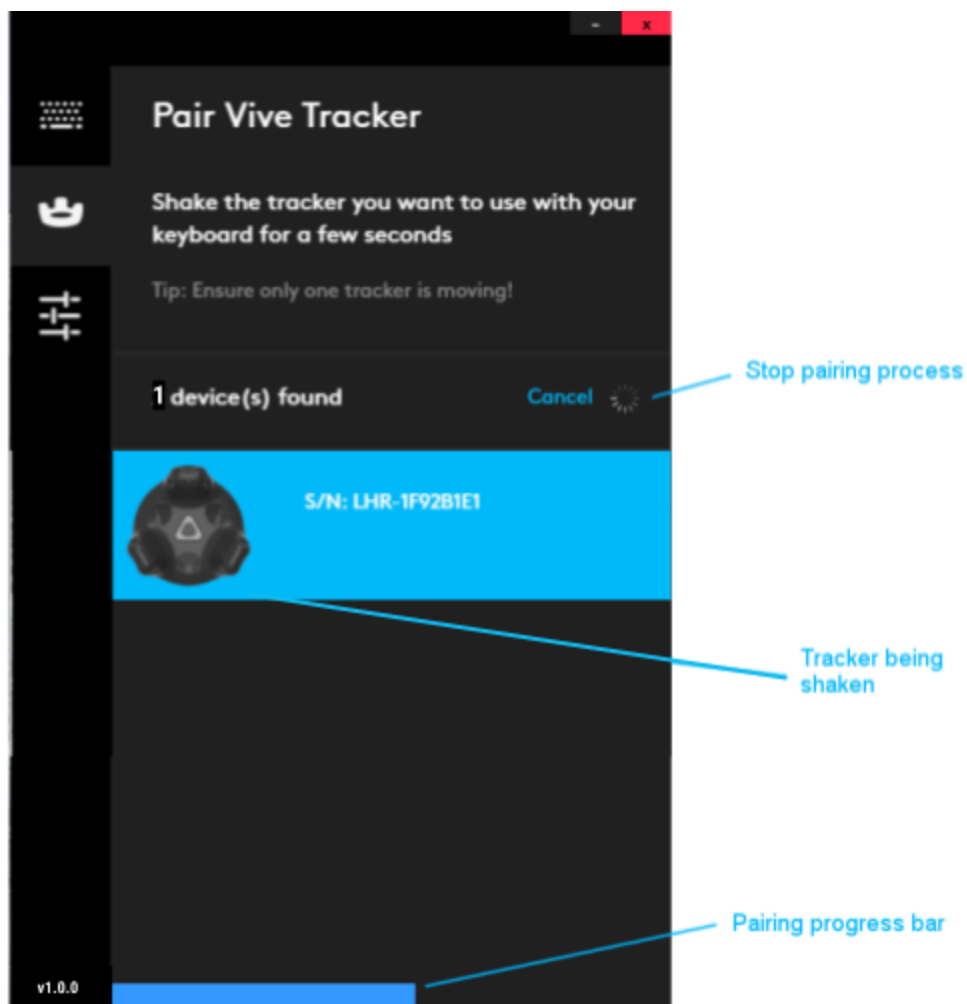 - x
Pair Vive Tracker
Shake the tracker you want to use with your
keyboard for a few seconds
Tip: Ensure only one tracker is moving!
1 device(s) found
Cancel
Stop pairing process
S/N: LHR-1F92B1E1
Tracker being
shaken
Pairing progress bar
v1.0.0